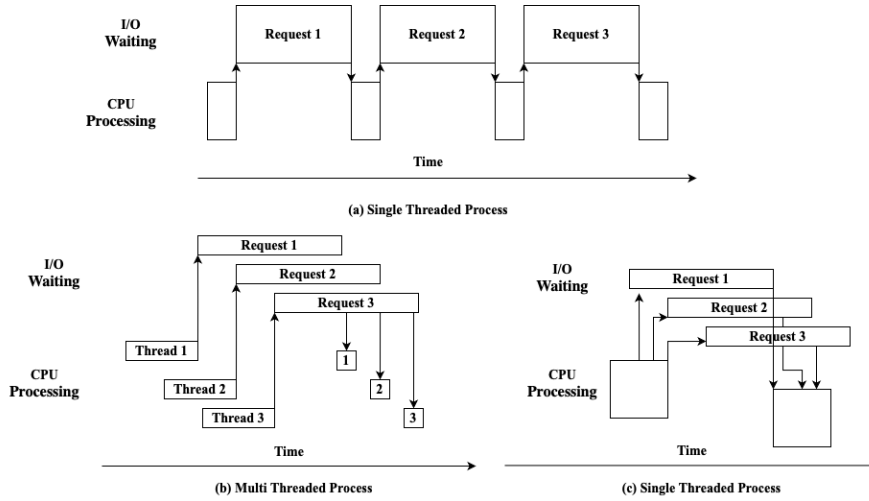 I/O
Waiting
Request 1
Request 2
Request 3
CPU
Processing
Time
(a) Single Threaded Process
I/O
Waiting
Request 1
Request 2
Request 3
Thread 1
Thread 2
Thread 3
1
2
3
CPU
Processing
Time
(b) Multi Threaded Process
I/O
Waiting
Request 1
Request 2
Request 3
CPU
Processing
Time
(c) Single Threaded Process